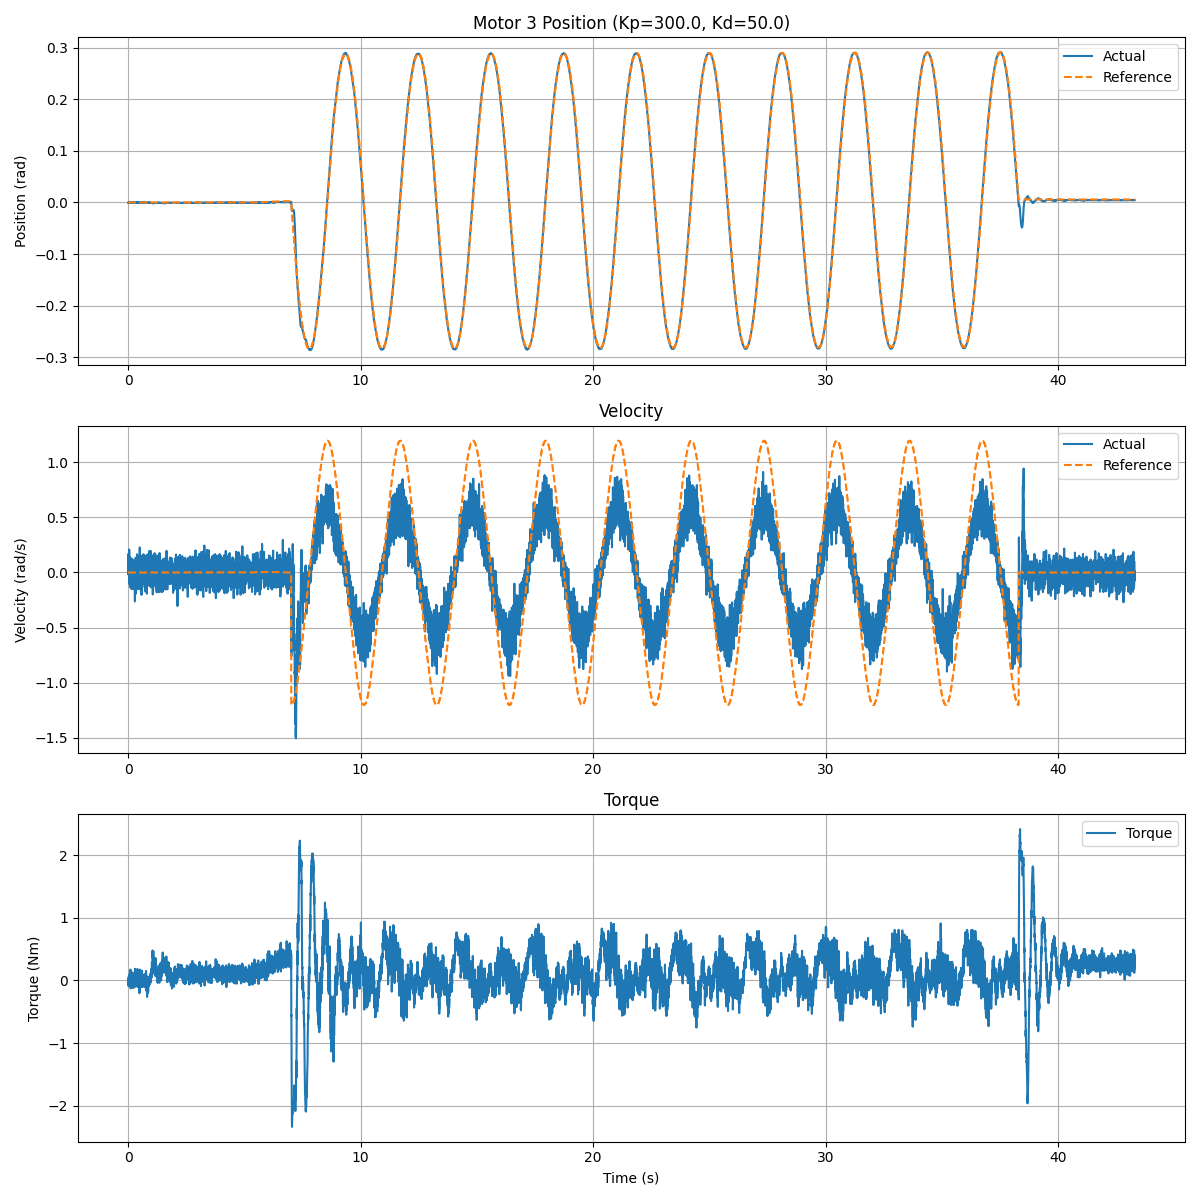 Motor 3 Position (Kp=300.0, Kd=50.0)
Actual
Reference
Position (rad)
0.3
0.2
0.1
0.0
−0.1
−0.2
−0.3
0 10 20 30 40
Velocity
Actual
Reference
Velocity (rad/s)
1.0
0.5
0.0
−0.5
−1.0
−1.5
0 10 20 30 40
Torque
Torque
Torque (Nm)
2
1
0
−1
−2
0 10 20 30 40
Time (s)